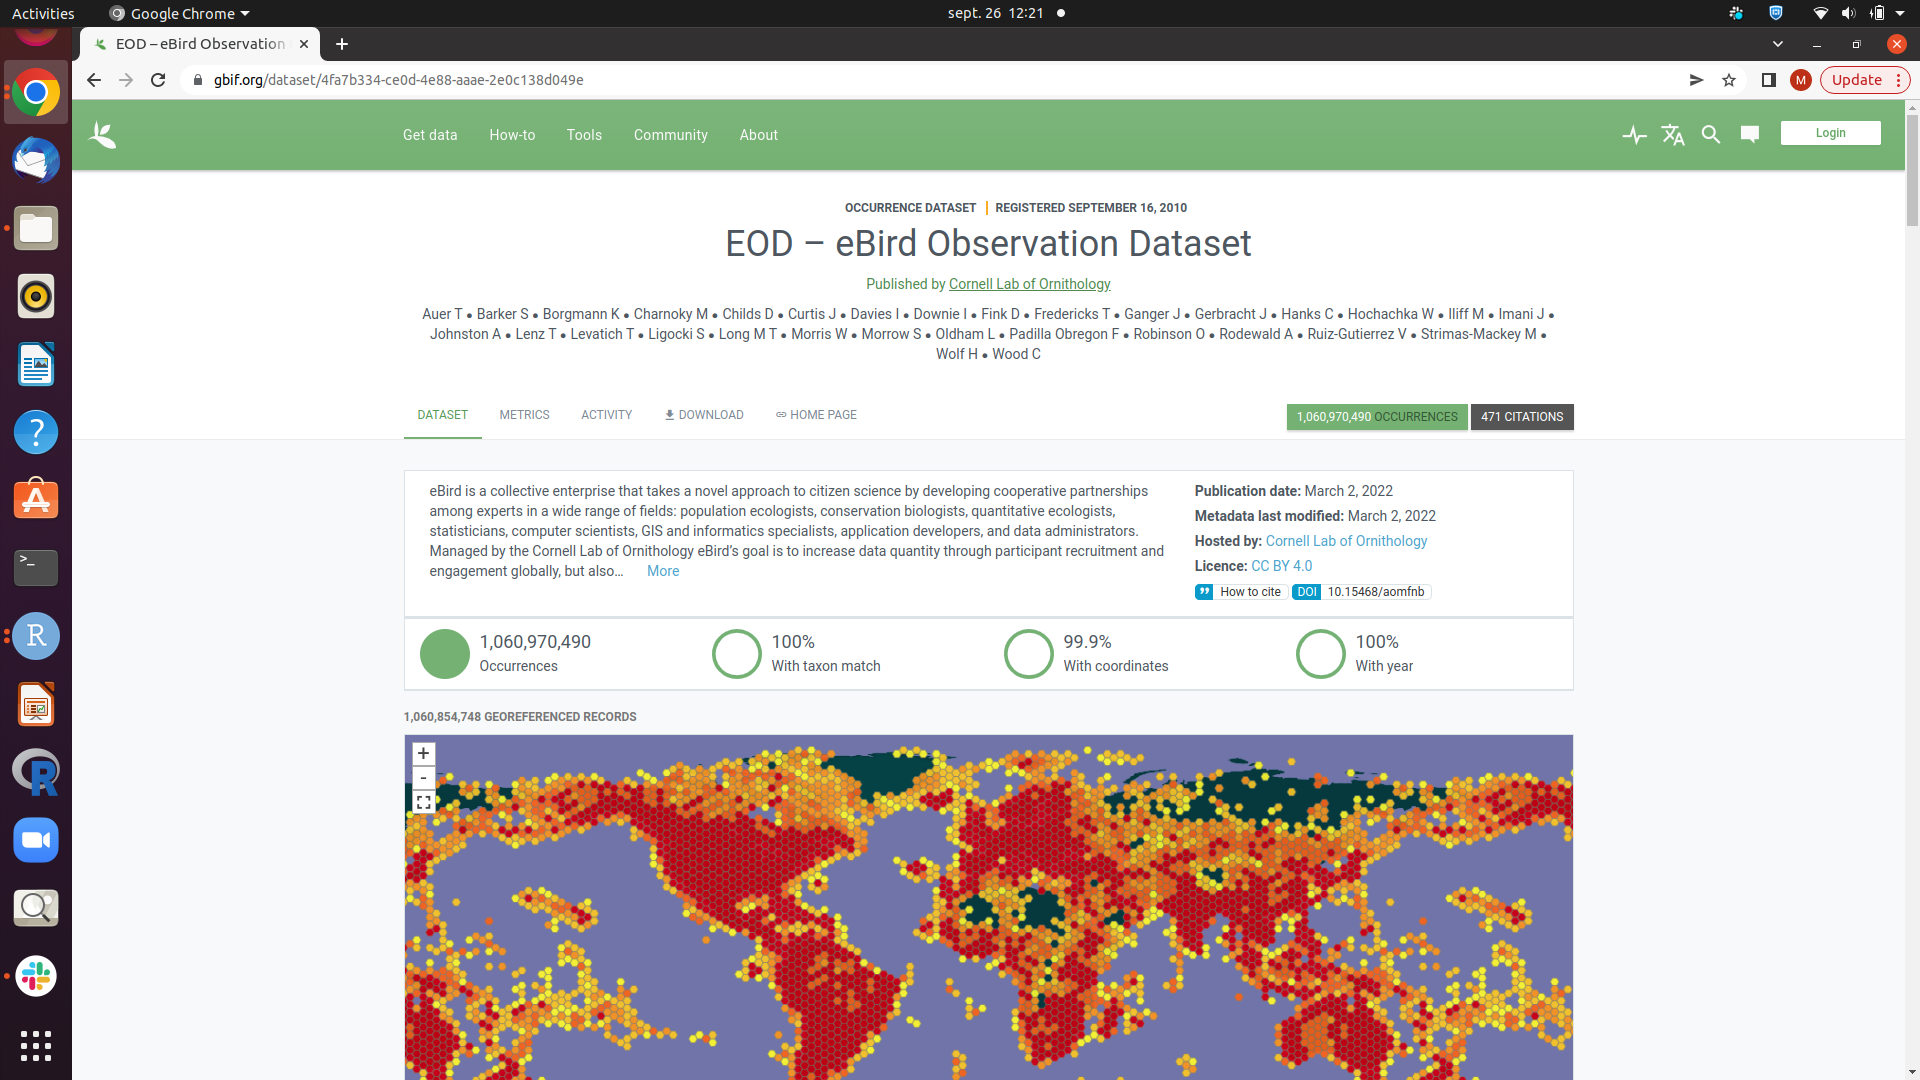 Activities
Google Chrome
sept. 26 12:21
EOD – eBird Observation
gbif.org/dataset/4fa7b334-ce0d-4e88-aaae-2e0c138d049e
M
Update
Get data
How-to
Tools
Community
About
Login
OCCURRENCE DATASET | REGISTERED SEPTEMBER 16, 2010
EOD – eBird Observation Dataset
Published by Cornell Lab of Ornithology
Auer T • Barker S • Borgmann K • Charnoky M • Childs D • Curtis J • Davies I • Downie I • Fink D • Fredericks T • Ganger J • Gerbracht J • Hanks C • Hochachka W • Iliff M • Imani J •
Johnston A • Lenz T • Levatich T • Ligocki S • Long M T • Morris W • Morrow S • Oldham L • Padilla Obregon F • Robinson O • Rodewald A • Ruiz-Gutierrez V • Strimas-Mackey M •
Wolf H • Wood C
DATASET
METRICS
ACTIVITY
DOWNLOAD
HOME PAGE
1,060,970,490 OCCURRENCES
471 CITATIONS
eBird is a collective enterprise that takes a novel approach to citizen science by developing cooperative partnerships
among experts in a wide range of fields: population ecologists, conservation biologists, quantitative ecologists,
statisticians, computer scientists, GIS and informatics specialists, application developers, and data administrators.
Managed by the Cornell Lab of Ornithology eBird’s goal is to increase data quantity through participant recruitment and
engagement globally, but also… More
Publication date: March 2, 2022
Metadata last modified: March 2, 2022
Hosted by: Cornell Lab of Ornithology
Licence: CC BY 4.0
How to cite
DOI 10.15468/aomfnb
1,060,970,490
Occurrences
100%
With taxon match
99.9%
With coordinates
100%
With year
1,060,854,748 GEOREFERENCED RECORDS
+
-